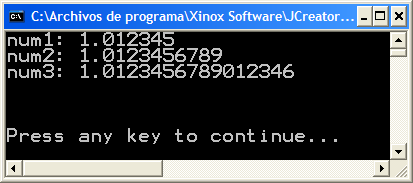 C:\Archivos de programa\Xinox Software\JCreator...
num1: 1.012345
num2: 1.0123456789
num3: 1.0123456789012346
Press any key to continue...